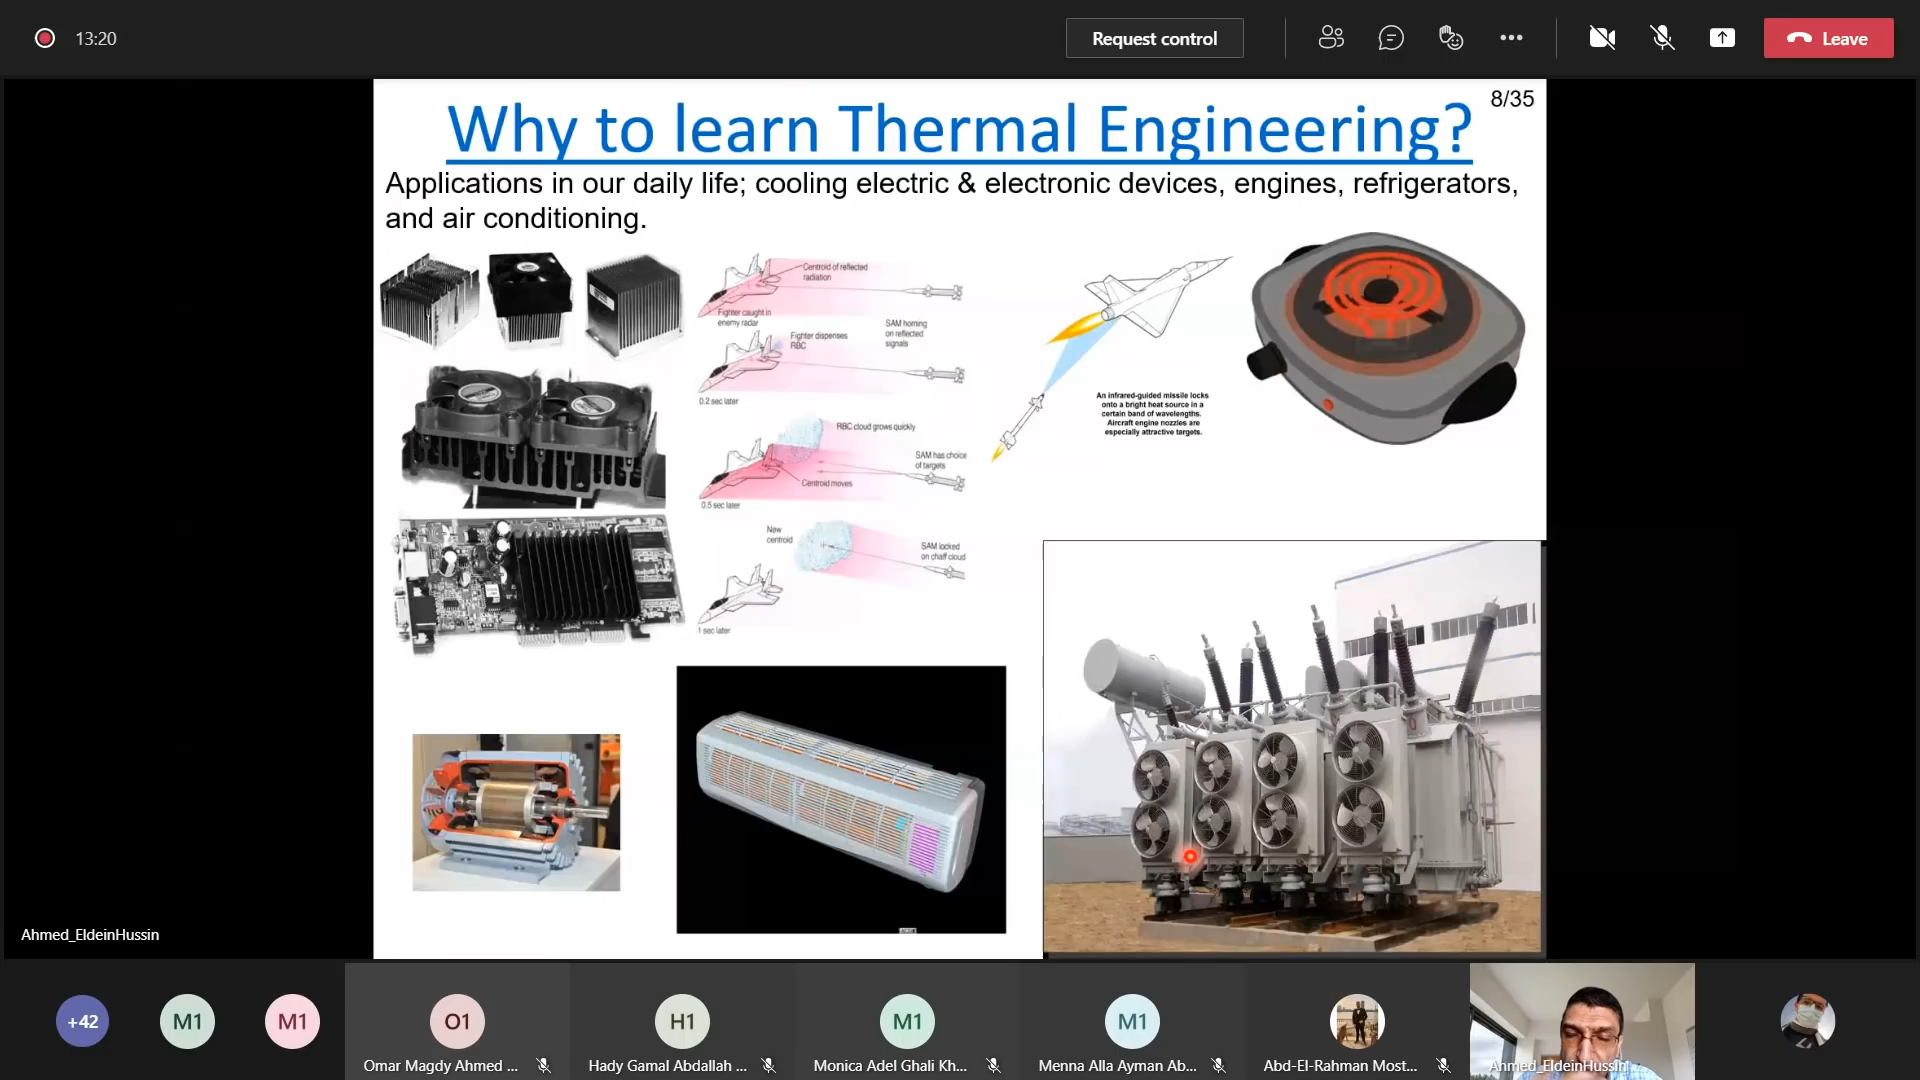 13:20
Request control
Leave
8/35
Why to learn Thermal Engineering?
Applications in our daily life; cooling electric & electronic devices, engines, refrigerators,
and air conditioning.
Centroid of reflected
radiation
Fighter caught in
enemy radar
Fighter dispenses
RBC
SAM homing
on reflected
signals
0.2 sec later
RBC cloud grows quickly
SAM has choice
of targets
Centroid moves
0.5 sec later
New
centroid
SAM locked
on chaff cloud
1 sec later
An infrared-guided missile locks
onto a bright heat source in a
certain band of wavelengths.
Aircraft engine nozzles are
especially attractive targets.
Ahmed_EldeinHussin
+42
M1
M1
O1
H1
M1
M1
Omar Magdy Ahmed ...
Hady Gamal Abdallah ...
Monica Adel Ghali Kh...
Menna Alla Ayman Ab...
Abd-El-Rahman Most...
Ahmed_EldeinHussin